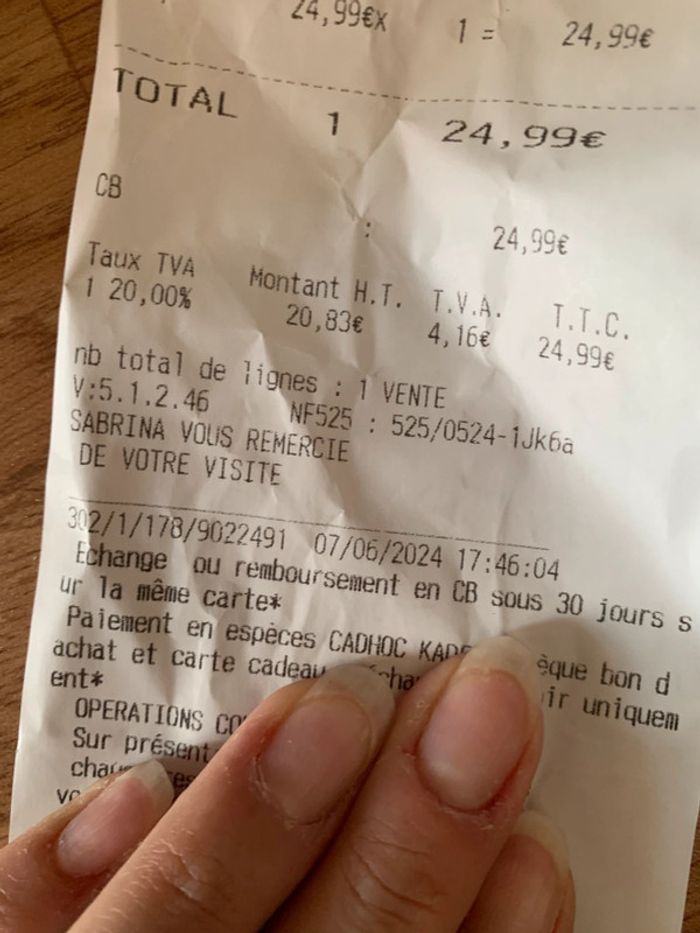 24,99€x 1 = 24,99€
TOTAL 1 24,99€
CB : 24,99€
Taux TVA Montant H.T. T.V.A. T.T.C.
1 20,00% 20,83€ 4,16€ 24,99€
nb total de lignes : 1 VENTE
V:5.1.2.46 NF525 : 525/0524-1Jk6a
SABRINA VOUS REMERCIE
DE VOTRE VISITE
302/1/178/9022491 07/06/2024 17:46:04
Echange ou remboursement en CB sous 30 jours s
ur la même carte*
Paiement en espèces CADHOC bon d
achat et carte uniquem
ent*
OPERATIONS
Sur